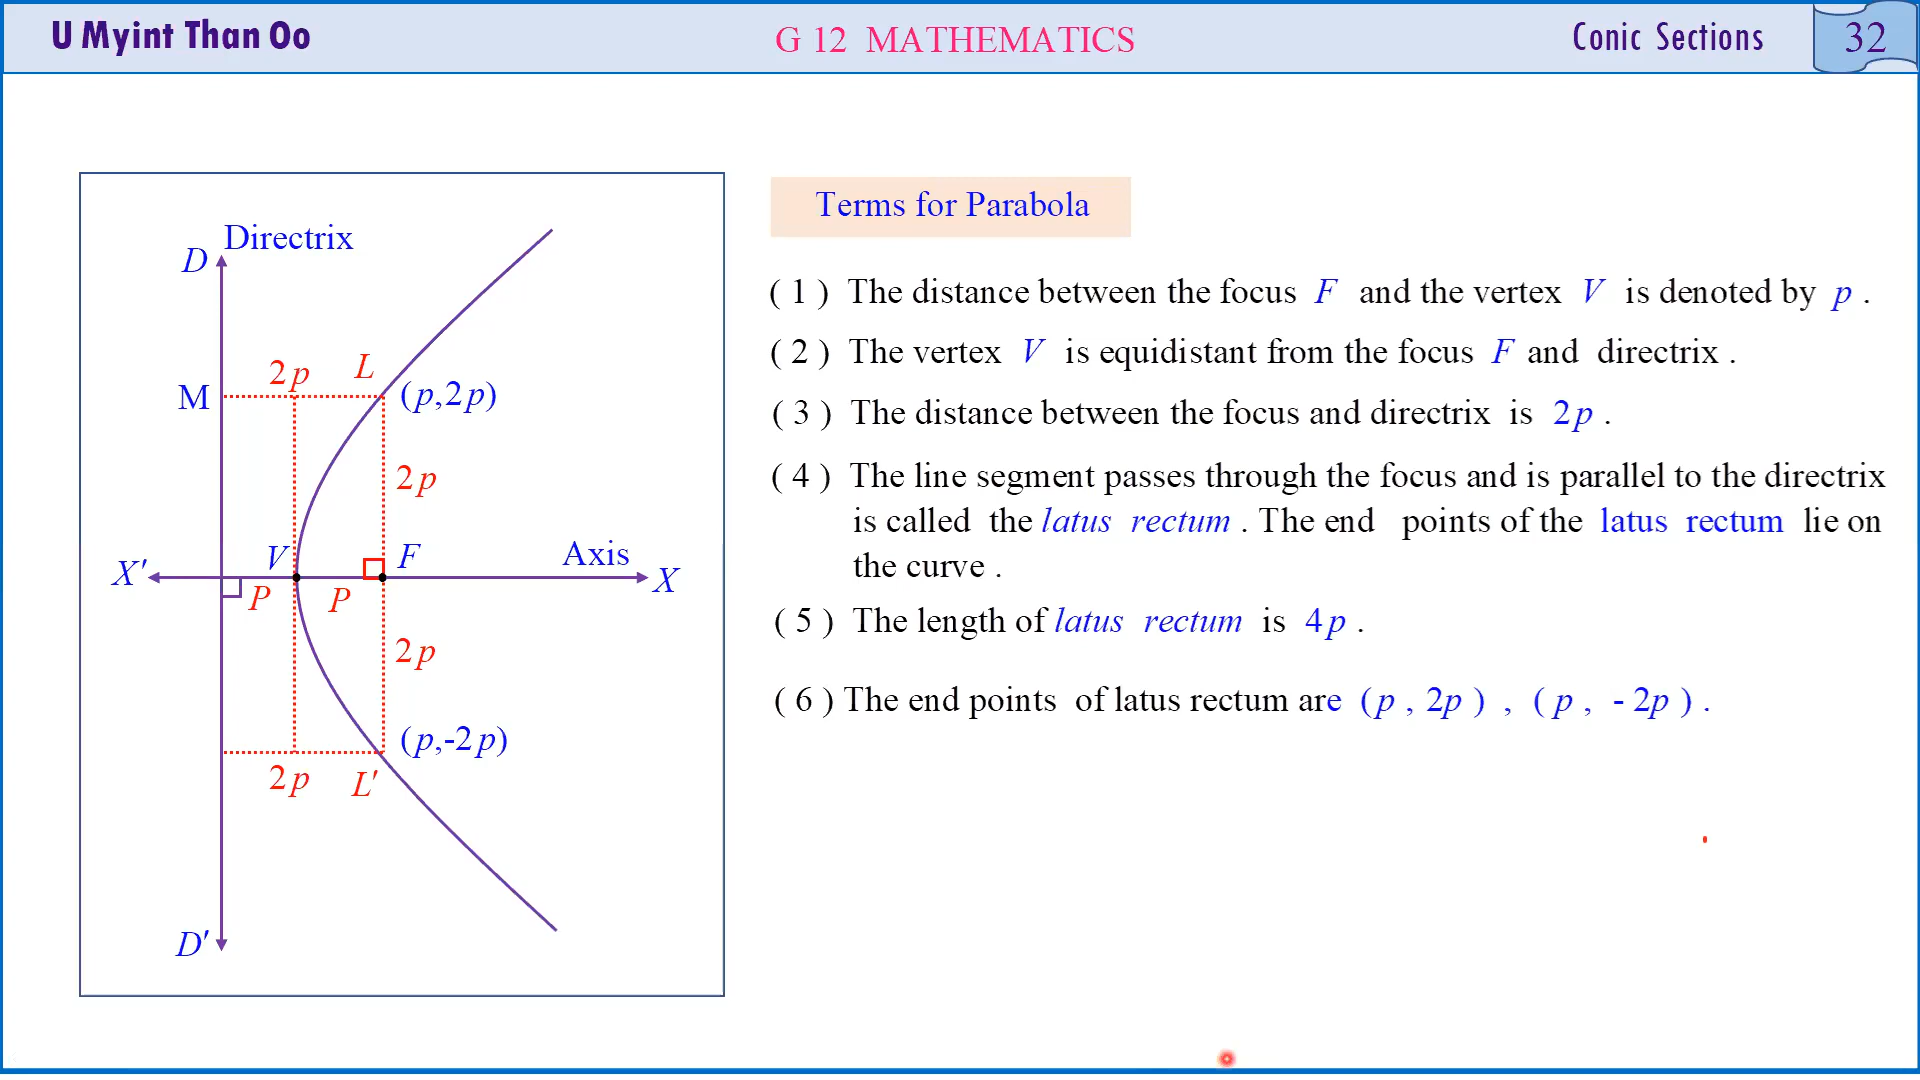 U Myint Than Oo
G 12 MATHEMATICS
Conic Sections
32
Directrix
D
2p
L
M
(p,2p)
2p
V
F
Axis
X'
X
P
P
2p
(p,-2p)
2p
L'
D'
Terms for Parabola
( 1 ) The distance between the focus F and the vertex V is denoted by p .
( 2 ) The vertex V is equidistant from the focus F and directrix .
( 3 ) The distance between the focus and directrix is 2p .
( 4 ) The line segment passes through the focus and is parallel to the directrix
is called the latus rectum . The end points of the latus rectum lie on
the curve .
( 5 ) The length of latus rectum is 4p .
( 6 ) The end points of latus rectum are ( p , 2p ) , ( p , - 2p ) .